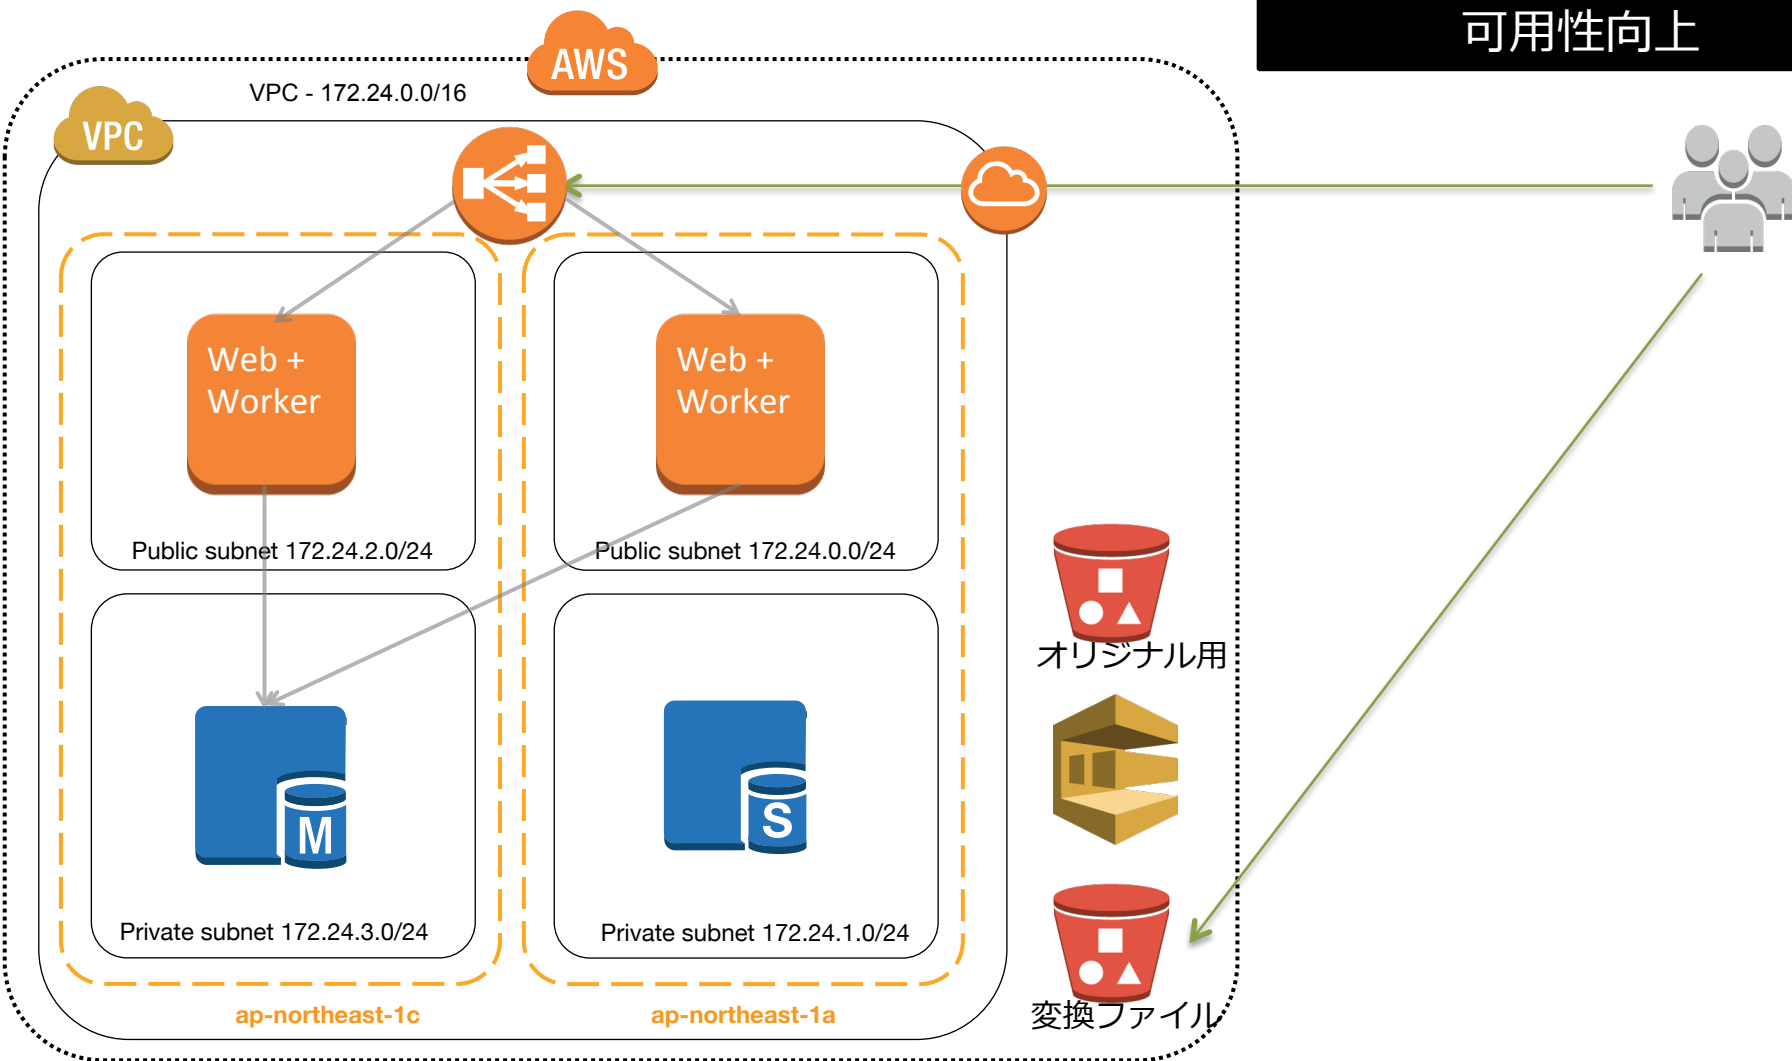 可用性向上
AWS
VPC - 172.24.0.0/16
VPC
Web +
Worker
Web +
Worker
Public subnet 172.24.2.0/24
Public subnet 172.24.0.0/24
オリジナル用
M
S
Private subnet 172.24.3.0/24
Private subnet 172.24.1.0/24
ap-northeast-1c
ap-northeast-1a
変換ファイル